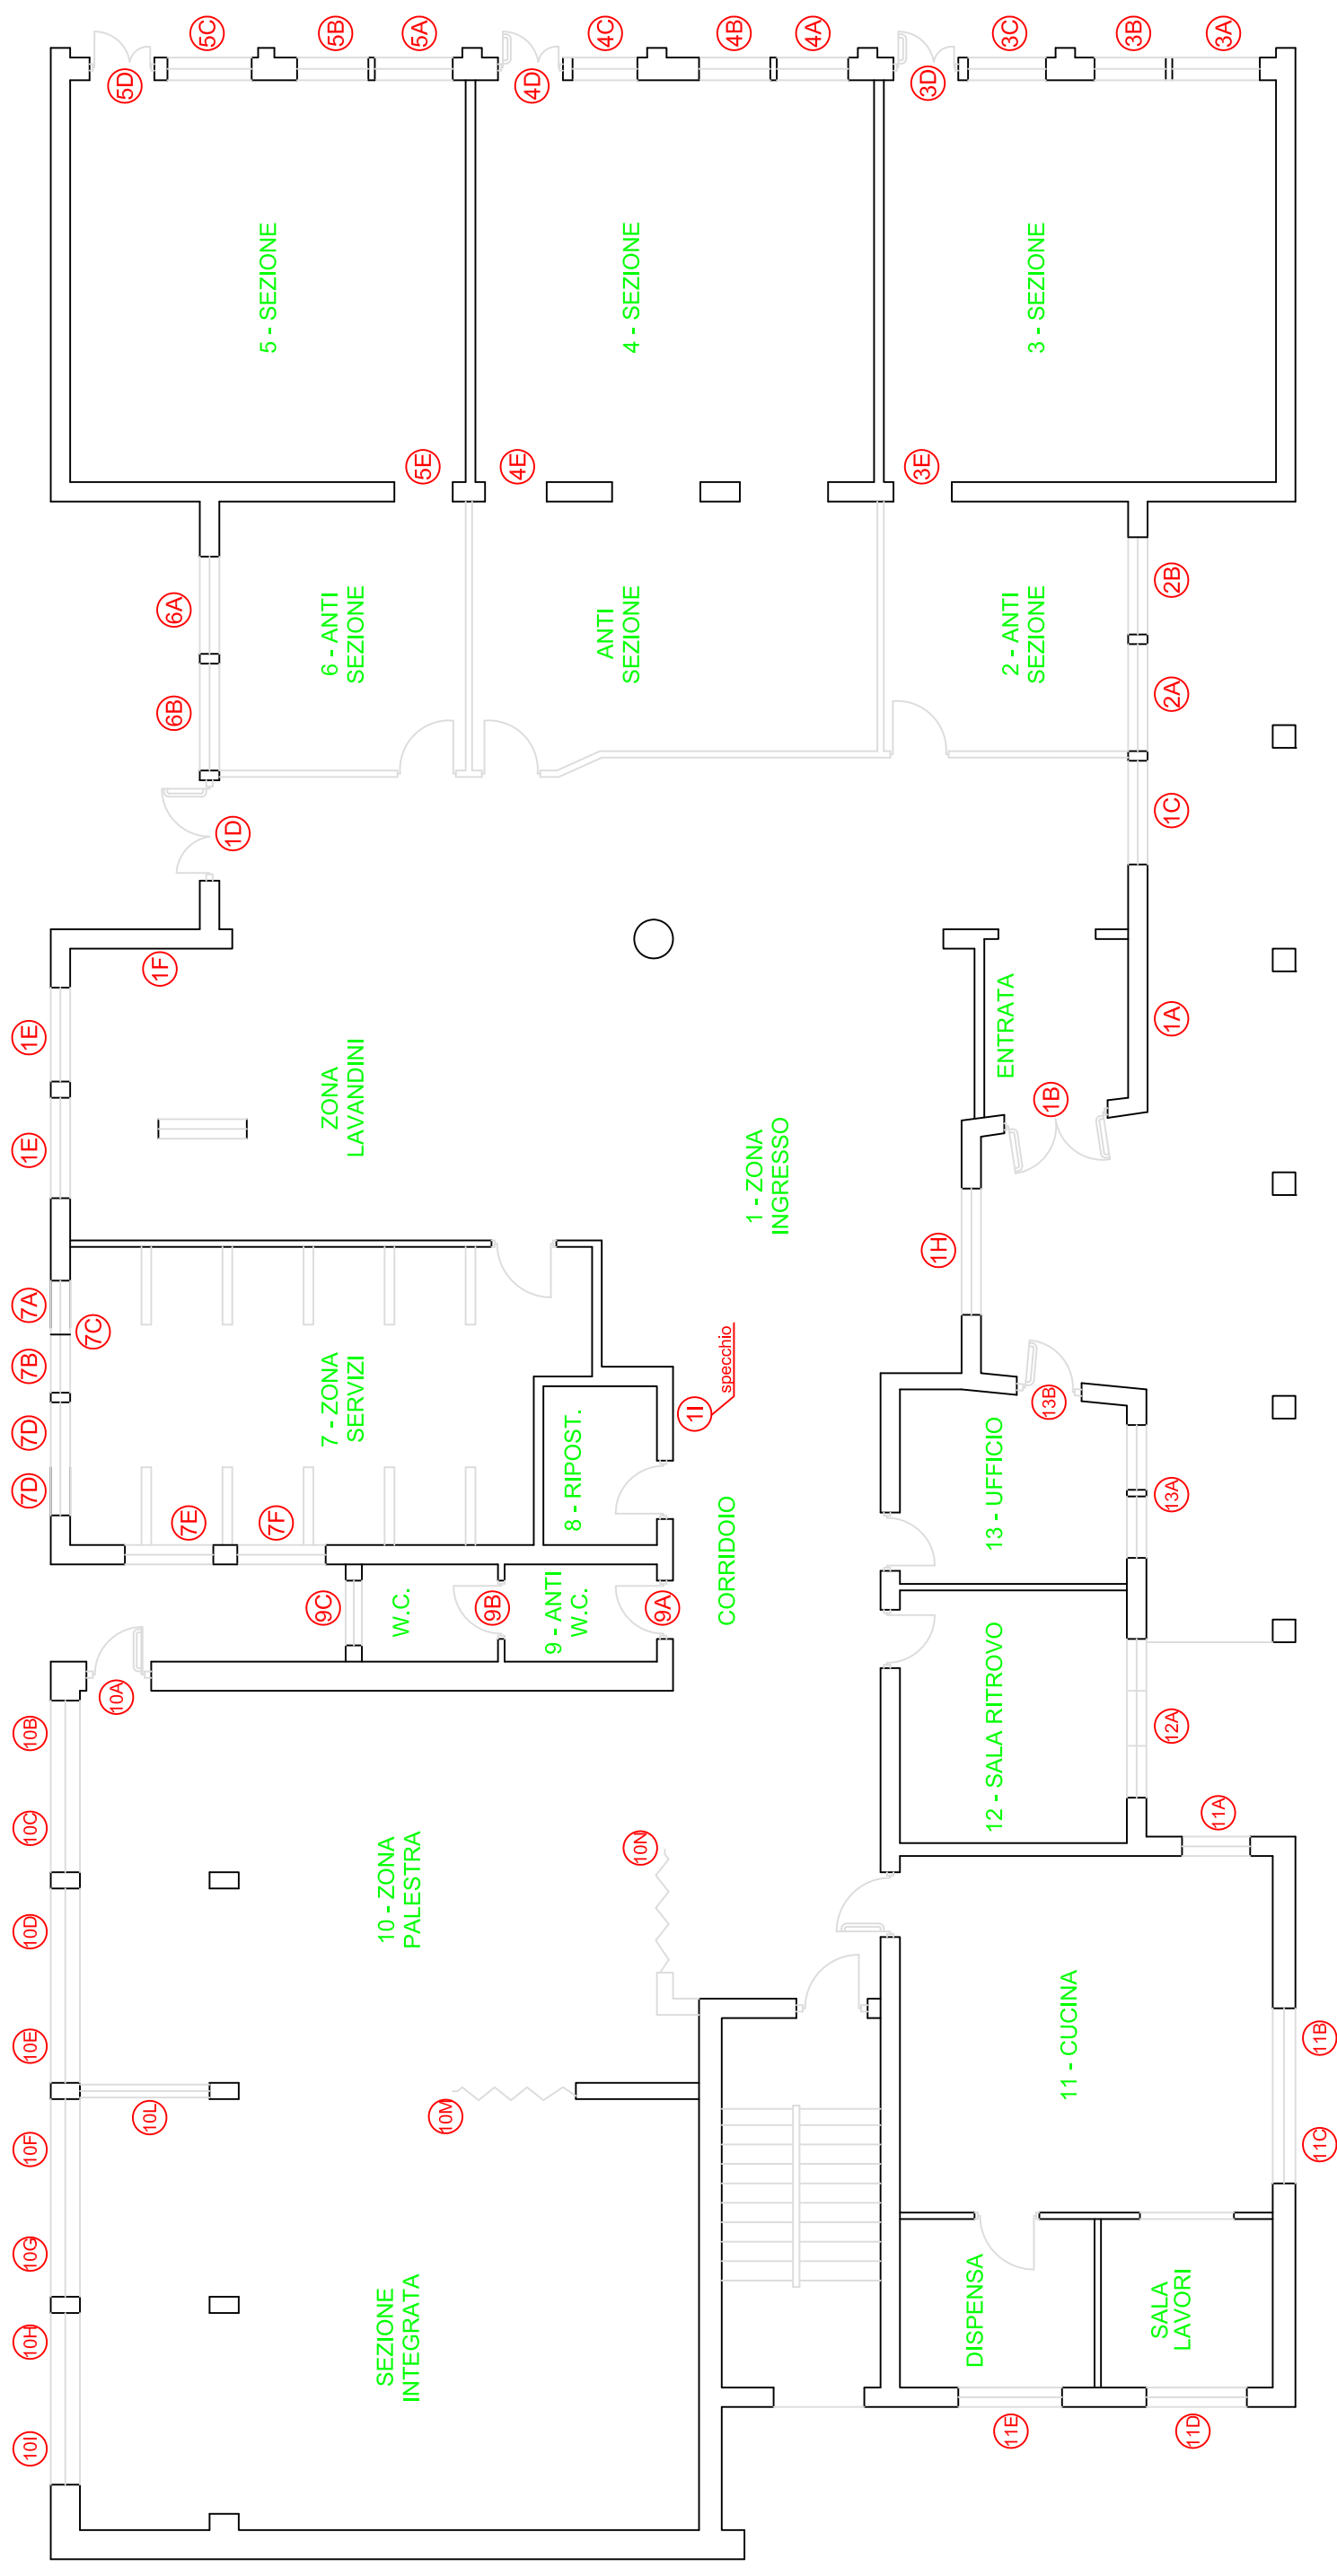 5D
5C
5B
5A
4D
4C
4B
4A
3D
3C
3B
3A
5 - SEZIONE
4 - SEZIONE
3 - SEZIONE
5E
4E
3E
6A
6B
6 - ANTI
SEZIONE
ANTI
SEZIONE
2 - ANTI
SEZIONE
2B
2A
1D
1C
1F
1E
1E
ZONA
LAVANDINI
ENTRATA
1A
1B
1 - ZONA
INGRESSO
1H
7A
7C
7B
7D
7D
7 - ZONA
SERVIZI
7E
7F
8 - RIPOST.
1I
specchio
13B
13 - UFFICIO
13A
CORRIDOIO
9C
W.C.
9B
9 - ANTI
W.C.
9A
10A
10B
10C
10D
10E
10F
10G
10H
10I
10L
10M
10N
10 - ZONA
PALESTRA
12 - SALA RITROVO
12A
11A
11 - CUCINA
11B
11C
SEZIONE
INTEGRATA
DISPENSA
SALA
LAVORI
11E
11D